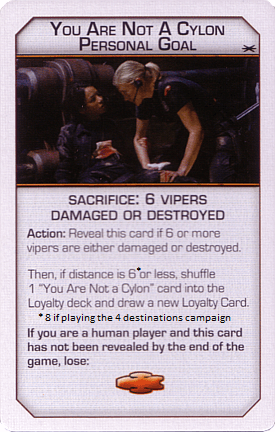 You Are Not A Cylon
Personal Goal
SACRIFICE: 6 VIPERS
DAMAGED OR DESTROYED
Action: Reveal this card if 6 or more
vipers are either damaged or destroyed.
Then, if distance is 6*or less, shuffle
1 “You Are Not a Cylon” card into the
Loyalty deck and draw a new Loyalty Card.
*8 if playing the 4 destinations campaign
If you are a human player and this card
has not been revealed by the end of the
game, lose: